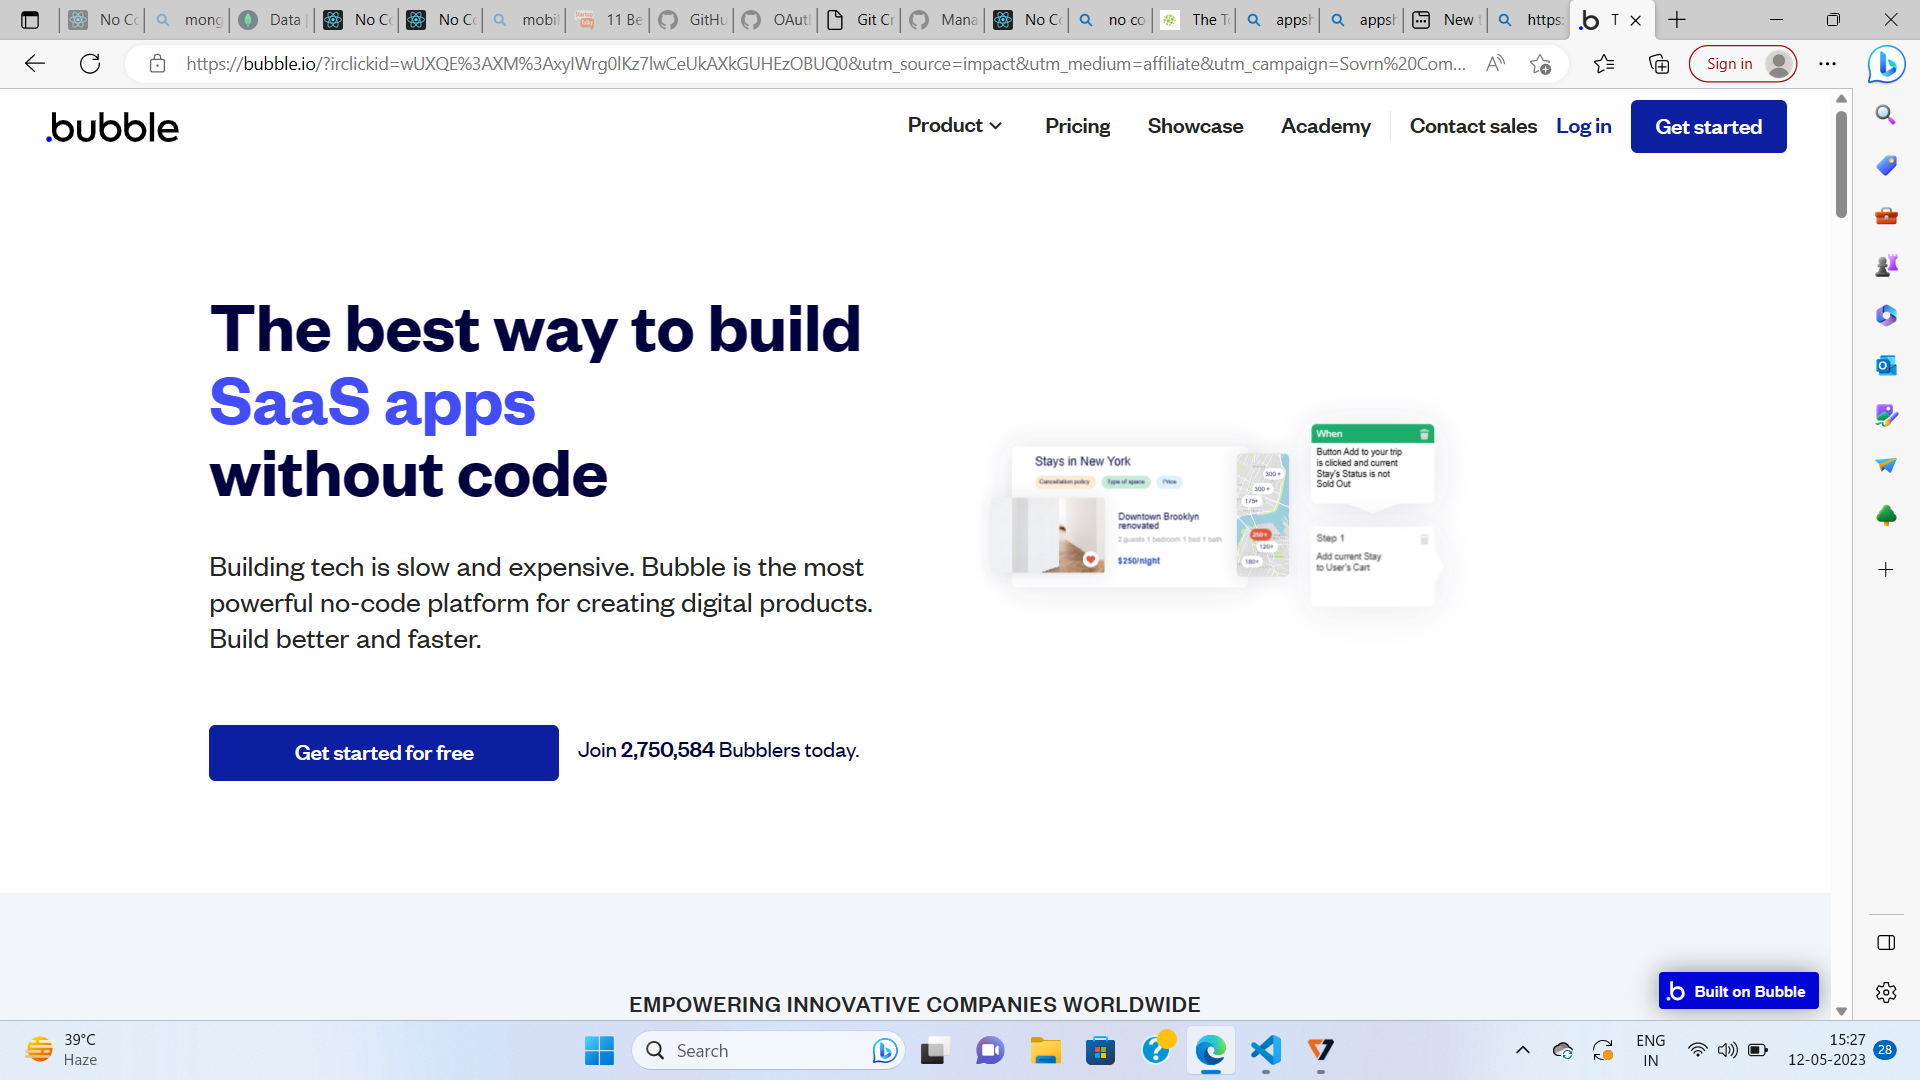 No Co
mong
Data
No Co
No Co
mobil
11 Be
GitHu
OAut
Git Cr
Mana
No Co
no co
The To
appsh
appsh
New t
https:
T
https://bubble.io/?irclickid=wUXQE%3AXM%3AxyIWrg0lKz7lwCeUkAXkGUHEzOBUQ0&utm_source=impact&utm_medium=affiliate&utm_campaign=Sovrn%20Com...
Sign in
.bubble
Product
Pricing
Showcase
Academy
Contact sales
Log in
Get started
The best way to build
SaaS apps
without code
Building tech is slow and expensive. Bubble is the most
powerful no-code platform for creating digital products.
Build better and faster.
Get started for free
Join 2,750,584 Bubblers today.
Stays in New York
Cancellation policy
Type of space
Price
Downtown Brooklyn
renovated
2 guests 1 bedroom 1 bed 1 bath
$250/night
300 +
300 +
175+
250 +
120+
180+
When
Button Add to your trip
is clicked and current
Stay's Status is not
Sold Out
Step 1
Add current Stay
to User's Cart
EMPOWERING INNOVATIVE COMPANIES WORLDWIDE
Built on Bubble
39°C
Haze
Search
ENG
IN
15:27
12-05-2023
28